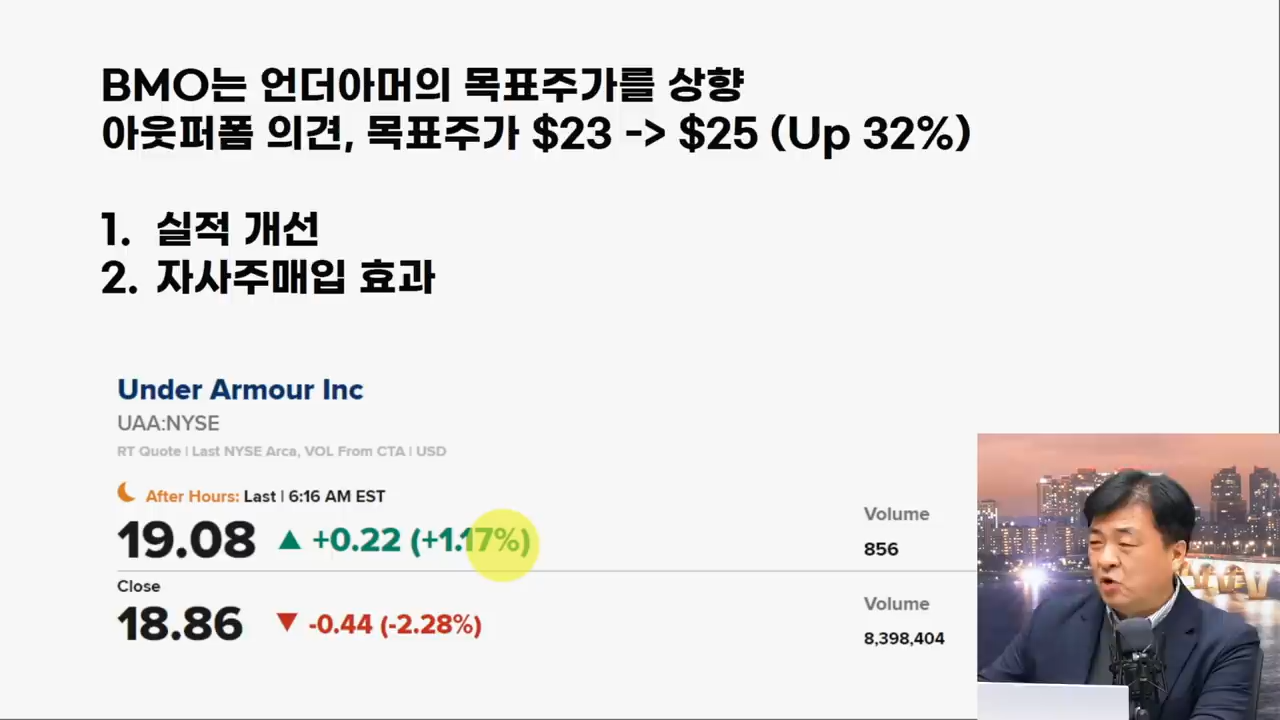 BMO는 언더아머의 목표주가를 상향
아웃퍼폼 의견, 목표주가 $23 -> $25 (Up 32%)
1. 실적 개선
2. 자사주매입 효과
Under Armour Inc
UAA:NYSE
RT Quote | Last NYSE Arca, VOL From CTA | USD
After Hours: Last | 6:16 AM EST
19.08 ▲ +0.22 (+1.17%)
Volume
856
Close
18.86 ▼ -0.44 (-2.28%)
Volume
8,398,404